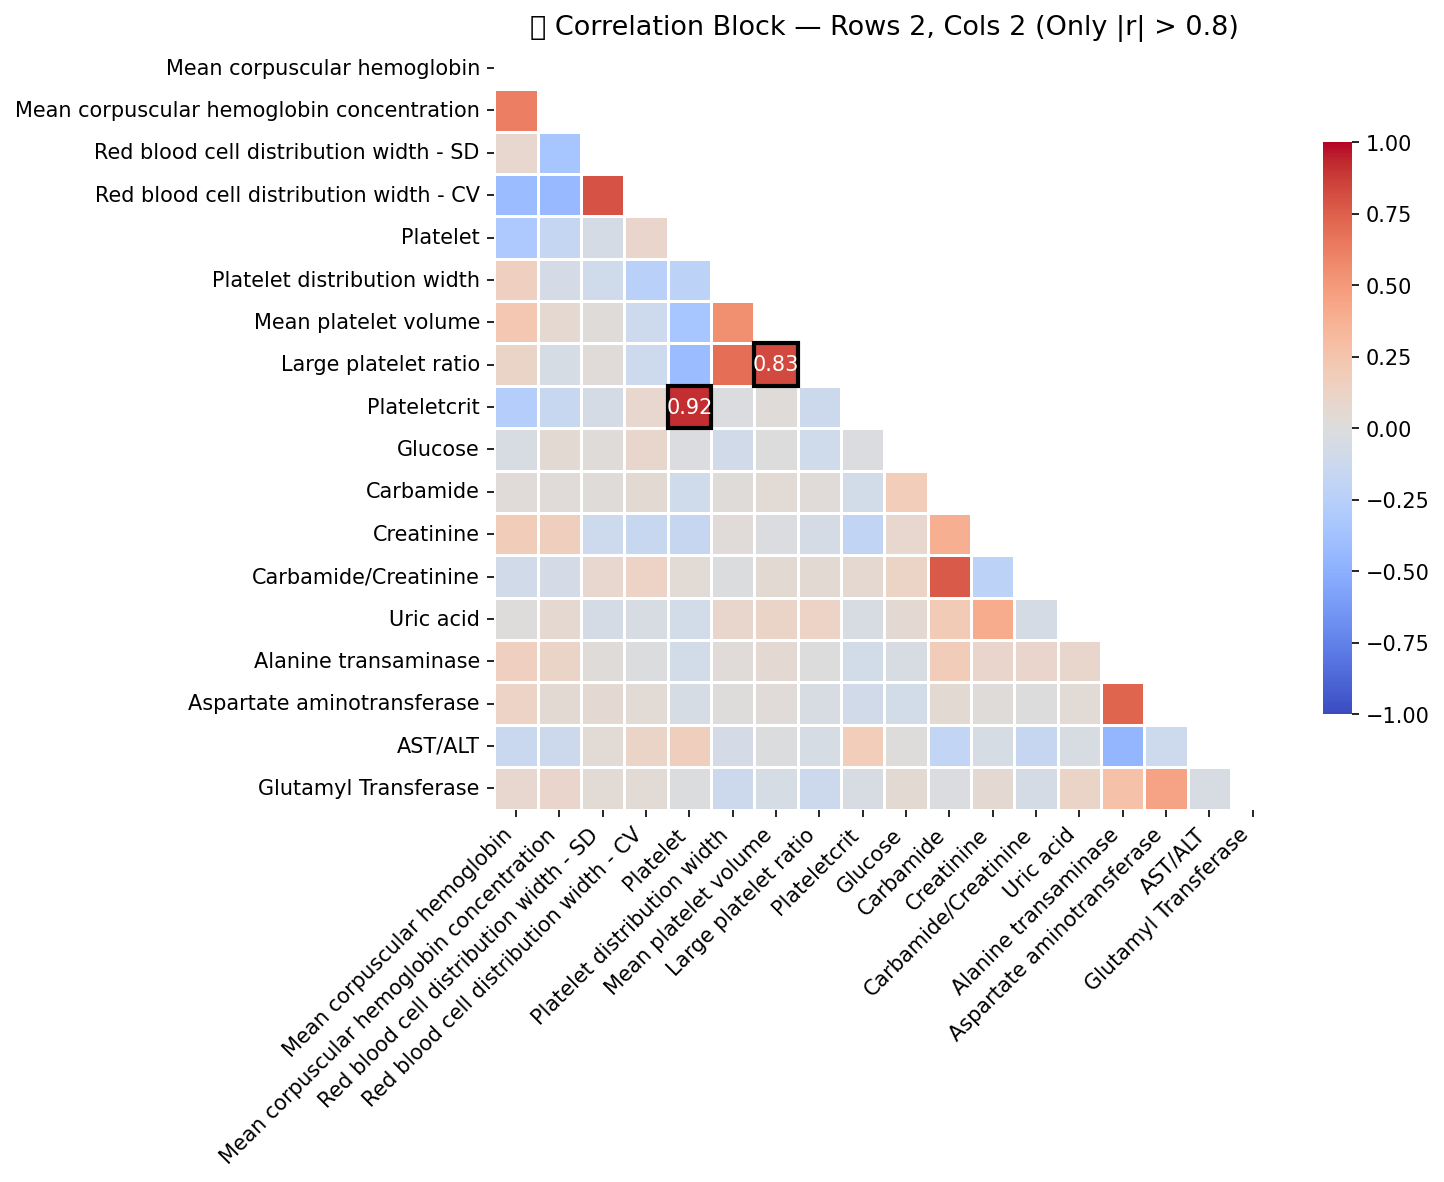 Correlation Block — Rows 2, Cols 2 (Only |r| > 0.8)
Mean corpuscular hemoglobin
Mean corpuscular hemoglobin concentration
Red blood cell distribution width - SD
Red blood cell distribution width - CV
Platelet
Platelet distribution width
Mean platelet volume
Large platelet ratio
0.83
Plateletcrit
0.92
Glucose
Carbamide
Creatinine
Carbamide/Creatinine
Uric acid
Alanine transaminase
Aspartate aminotransferase
AST/ALT
Glutamyl Transferase
Mean corpuscular hemoglobin
Mean corpuscular hemoglobin concentration
Red blood cell distribution width - SD
Red blood cell distribution width - CV
Platelet
Platelet distribution width
Mean platelet volume
Large platelet ratio
Plateletcrit
Glucose
Carbamide
Creatinine
Carbamide/Creatinine
Uric acid
Alanine transaminase
Aspartate aminotransferase
AST/ALT
Glutamyl Transferase
1.00
0.75
0.50
0.25
0.00
−0.25
−0.50
−0.75
−1.00